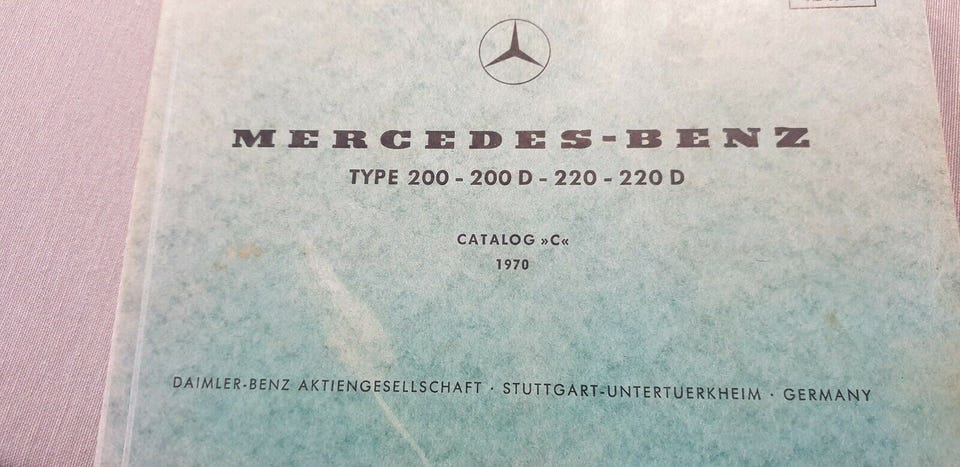 MERCEDES-BENZ
TYPE 200 - 200 D - 220 - 220 D
CATALOG »C«
1970
DAIMLER-BENZ AKTIENGESELLSCHAFT · STUTTGART-UNTERTUERKHEIM · GERMANY